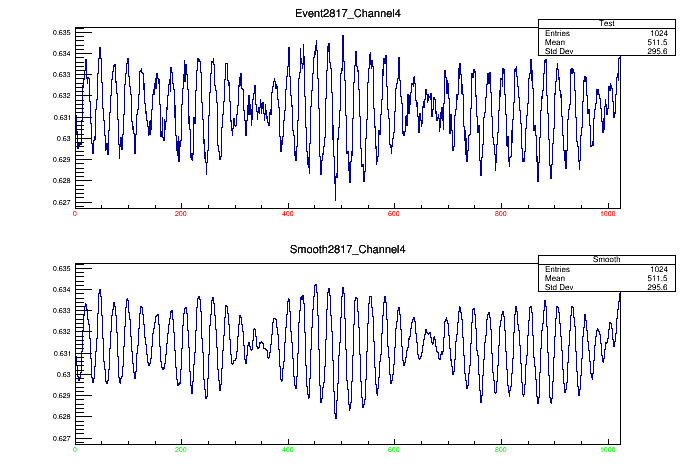 Event2817_Channel4
Test
Entries 1024
Mean 511.5
Std Dev 295.6
0.635
0.634
0.633
0.632
0.631
0.63
0.629
0.628
0.627
0 200 400 600 800 1000
Smooth2817_Channel4
Smooth
Entries 1024
Mean 511.5
Std Dev 295.6
0.635
0.634
0.633
0.632
0.631
0.63
0.629
0.628
0.627
0 200 400 600 800 1000